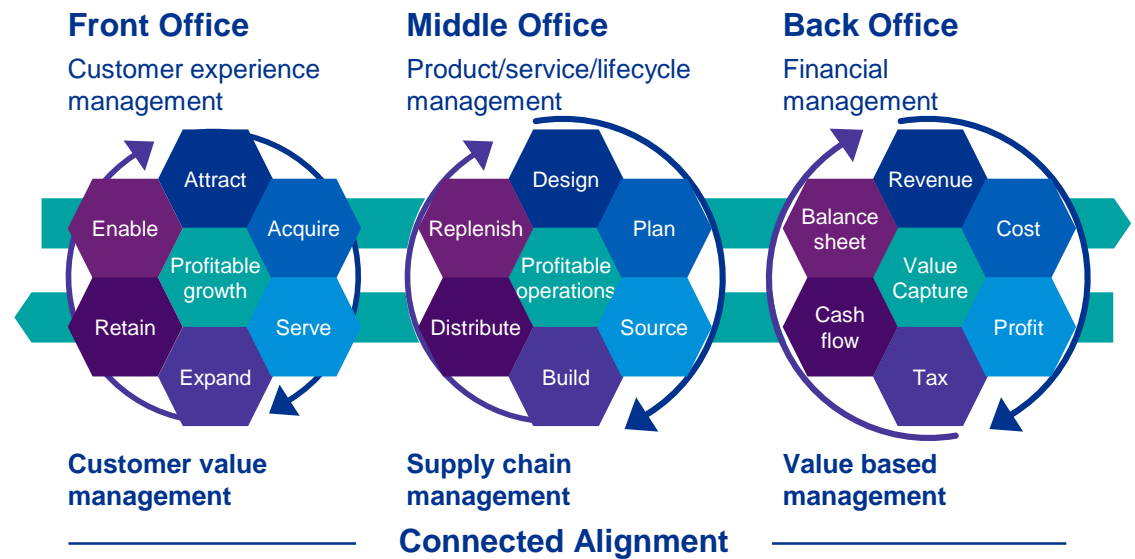 Front Office
Customer experience
management
Attract
Enable
Acquire
Profitable
growth
Retain
Serve
Expand
Customer value
management
Middle Office
Product/service/lifecycle
management
Design
Replenish
Plan
Profitable
operations
Distribute
Source
Build
Supply chain
management
Back Office
Financial
management
Revenue
Balance
sheet
Cost
Value
Capture
Cash
flow
Profit
Tax
Value based
management
Connected Alignment